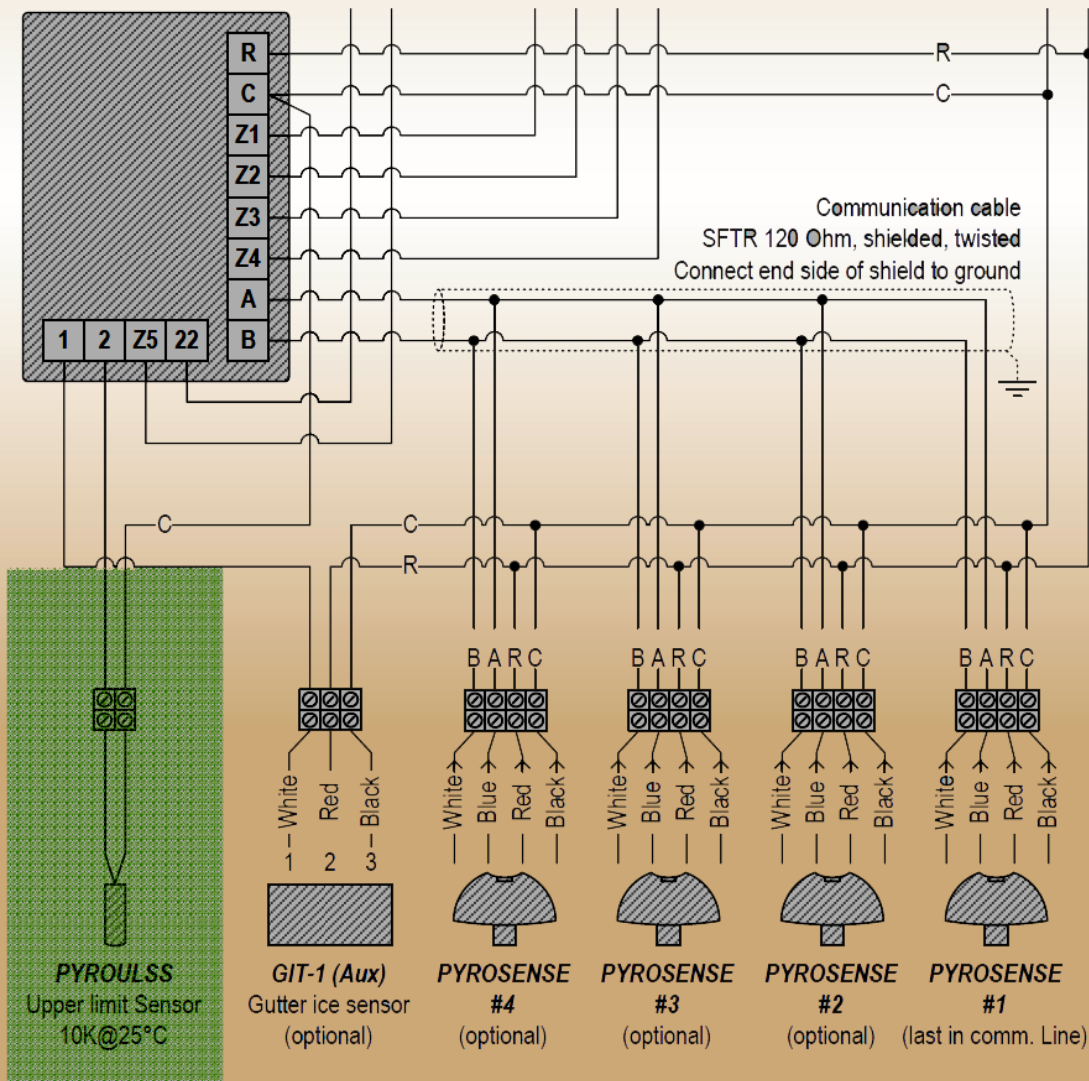 R
R
C
C
Z1
Z2
Z3
Z4
A
B
1 2 Z5 22
Communication cable
SFTR 120 Ohm, shielded, twisted
Connect end side of shield to ground
C
C
R
B A R C
B A R C
B A R C
B A R C
White Red Black
1 2 3
White Blue Red Black
White Blue Red Black
White Blue Red Black
White Blue Red Black
PYROULSS
Upper limit Sensor
10K@25°C
GIT-1 (Aux)
Gutter ice sensor
(optional)
PYROSENSE
#4
(optional)
PYROSENSE
#3
(optional)
PYROSENSE
#2
(optional)
PYROSENSE
#1
(last in comm. Line)